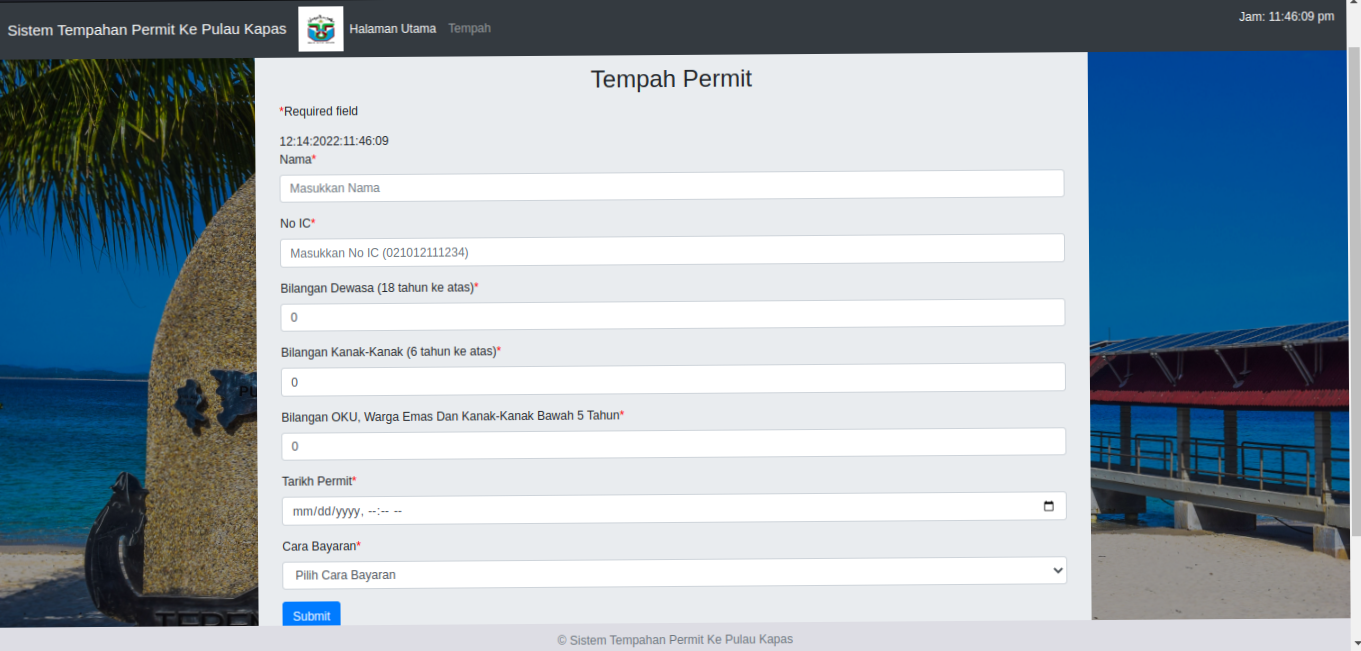 Sistem Tempahan Permit Ke Pulau Kapas Halaman Utama Tempah Jam: 11:46:09 pm
Tempah Permit
*Required field
12:14:2022:11:46:09
Nama*
Masukkan Nama
No IC*
Masukkan No IC (021012111234)
Bilangan Dewasa (18 tahun ke atas)*
0
Bilangan Kanak-Kanak (6 tahun ke atas)*
0
Bilangan OKU, Warga Emas Dan Kanak-Kanak Bawah 5 Tahun*
0
Tarikh Permit*
mm/dd/yyyy, --:-- --
Cara Bayaran*
Pilih Cara Bayaran
Submit
© Sistem Tempahan Permit Ke Pulau Kapas